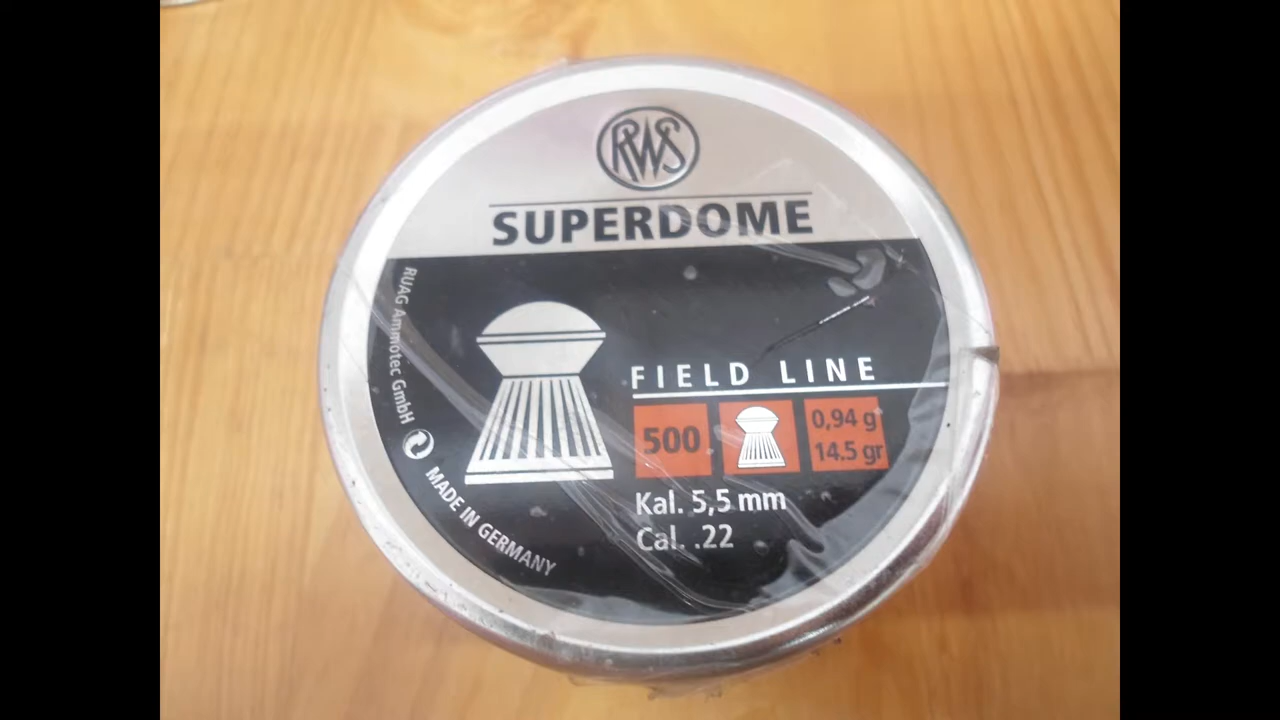 RWS
SUPERDOME
FIELD LINE
500
0,94 g
14.5 gr
Kal. 5,5 mm
Cal. .22
RUAG Ammotec GmbH
MADE IN GERMANY